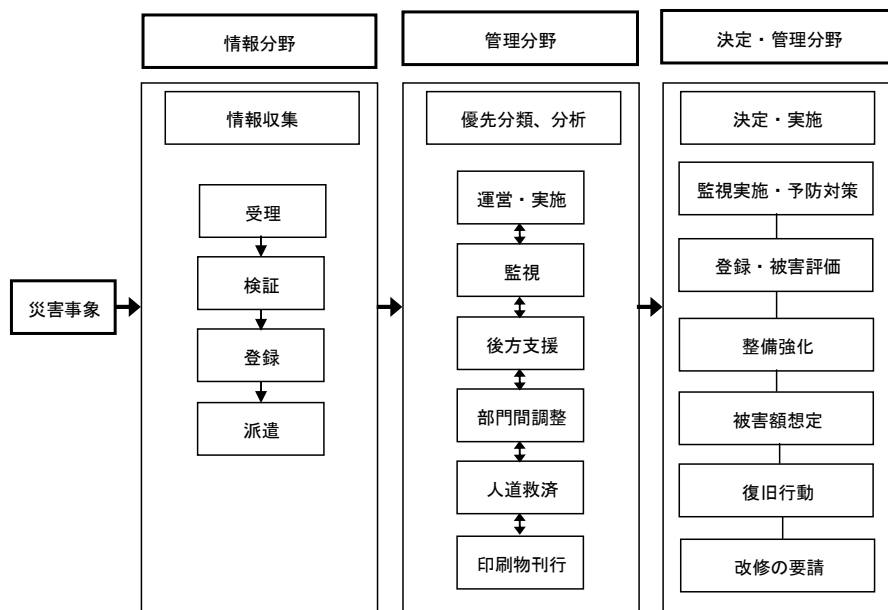 情報分野
管理分野
決定・管理分野
情報収集
優先分類、分析
決定・実施
災害事象
受理
検証
登録
派遣
運営・実施
監視
後方支援
部門間調整
人道救済
印刷物刊行
監視実施・予防対策
登録・被害評価
整備強化
被害額想定
復旧行動
改修の要請